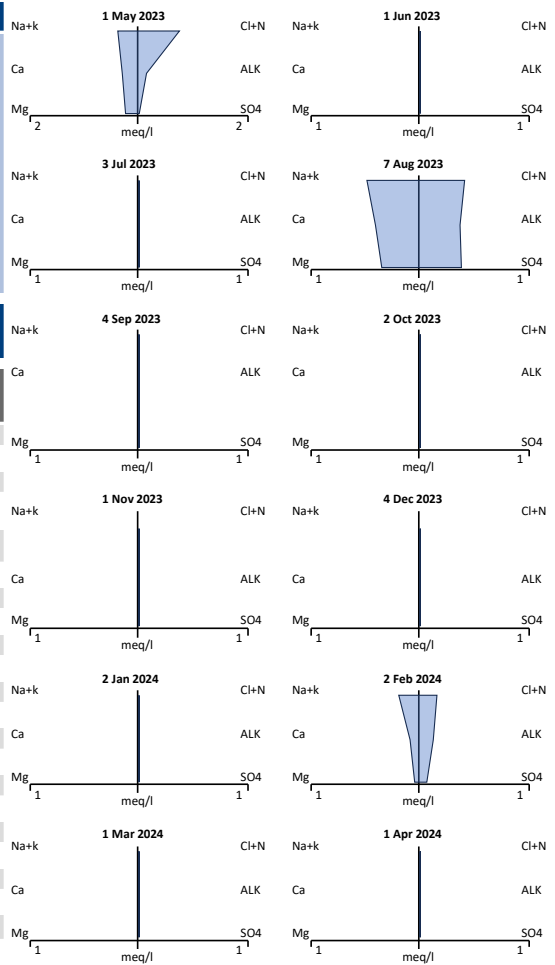 1 May 2023
Na+k Cl+N
Ca ALK
Mg SO4
2 2
meq/l
1 Jun 2023
Na+k Cl+N
Ca ALK
Mg SO4
1 1
meq/l
3 Jul 2023
Na+k Cl+N
Ca ALK
Mg SO4
1 1
meq/l
7 Aug 2023
Na+k Cl+N
Ca ALK
Mg SO4
1 1
meq/l
4 Sep 2023
Na+k Cl+N
Ca ALK
Mg SO4
1 1
meq/l
2 Oct 2023
Na+k Cl+N
Ca ALK
Mg SO4
1 1
meq/l
1 Nov 2023
Na+k Cl+N
Ca ALK
Mg SO4
1 1
meq/l
4 Dec 2023
Na+k Cl+N
Ca ALK
Mg SO4
1 1
meq/l
2 Jan 2024
Na+k Cl+N
Ca ALK
Mg SO4
1 1
meq/l
2 Feb 2024
Na+k Cl+N
Ca ALK
Mg SO4
1 1
meq/l
1 Mar 2024
Na+k Cl+N
Ca ALK
Mg SO4
1 1
meq/l
1 Apr 2024
Na+k Cl+N
Ca ALK
Mg SO4
1 1
meq/l